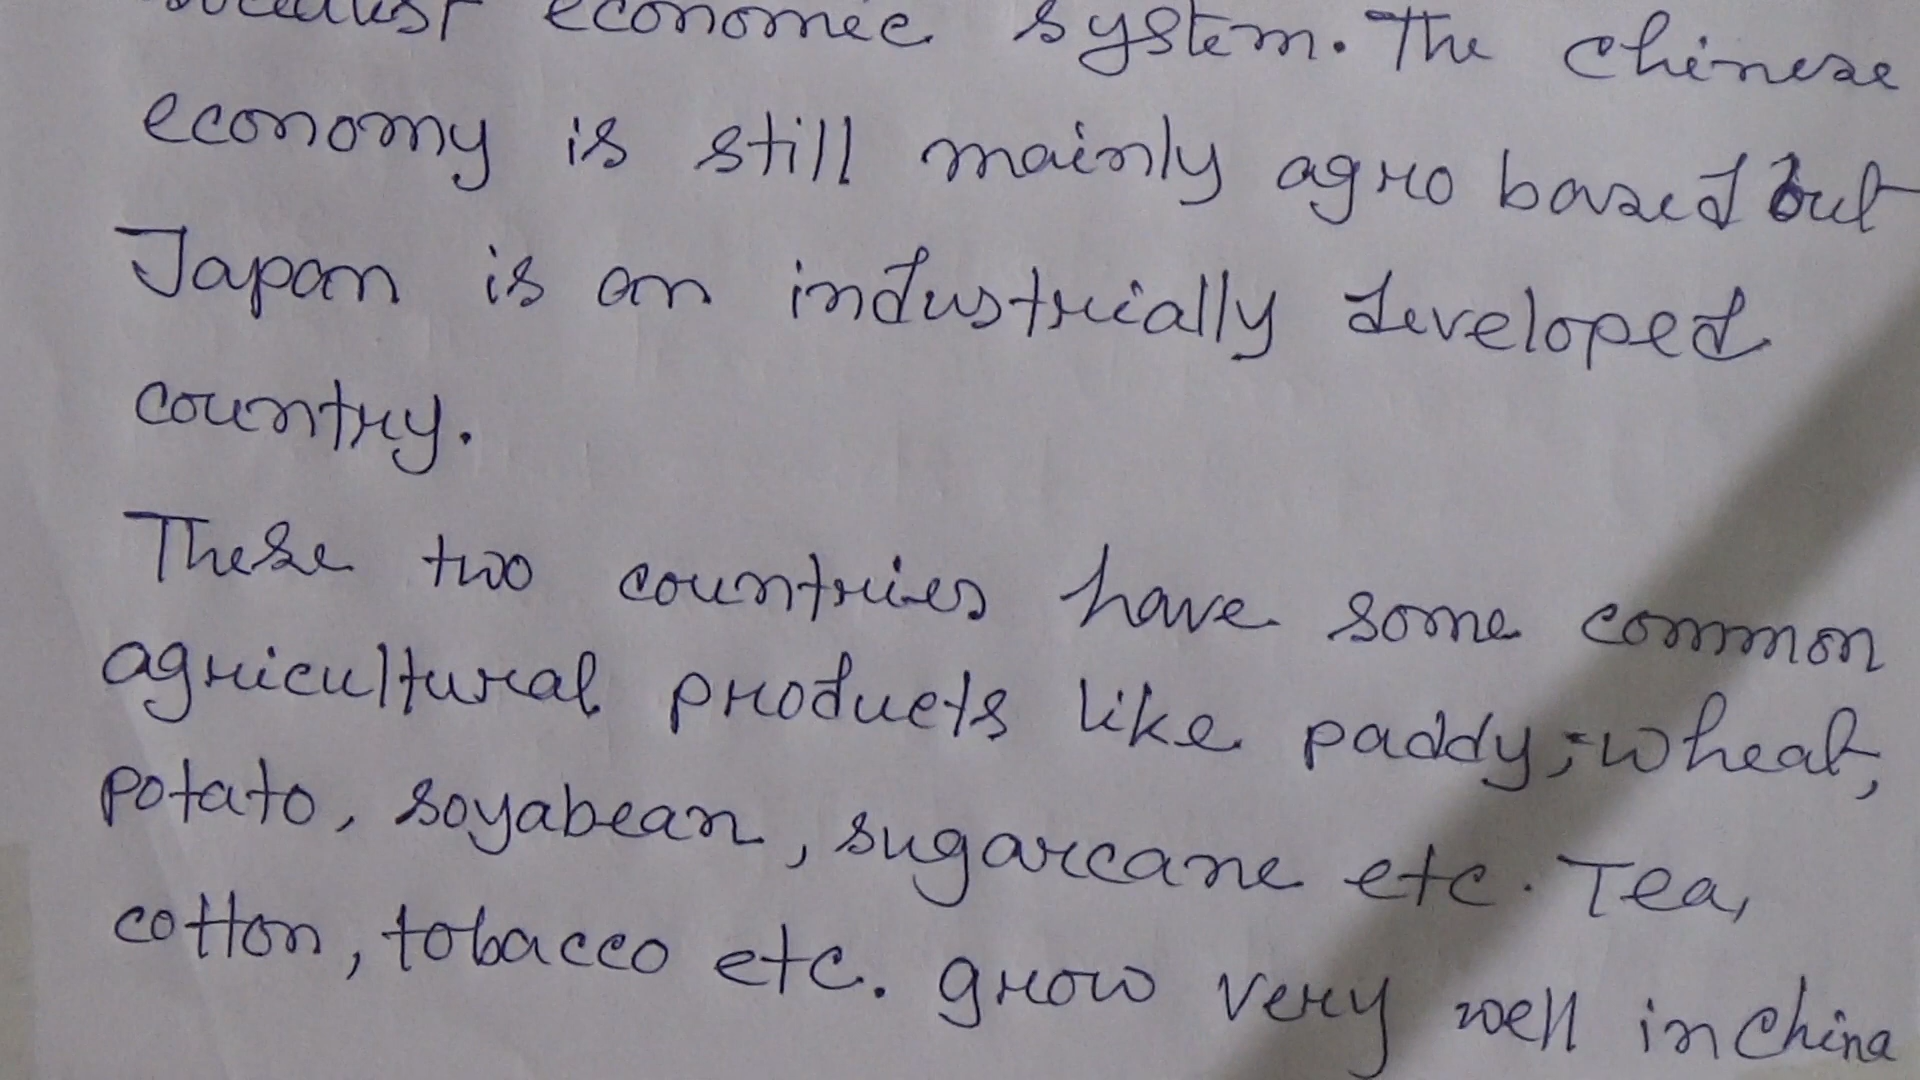 socialist economic system. The Chinese
economy is still mainly agro based but
Japan is an industrially developed
country.
These two countries have some common
agricultural products like paddy, wheat,
potato, soyabean, sugarcane etc. Tea,
cotton, tobacco etc. grow very well in China